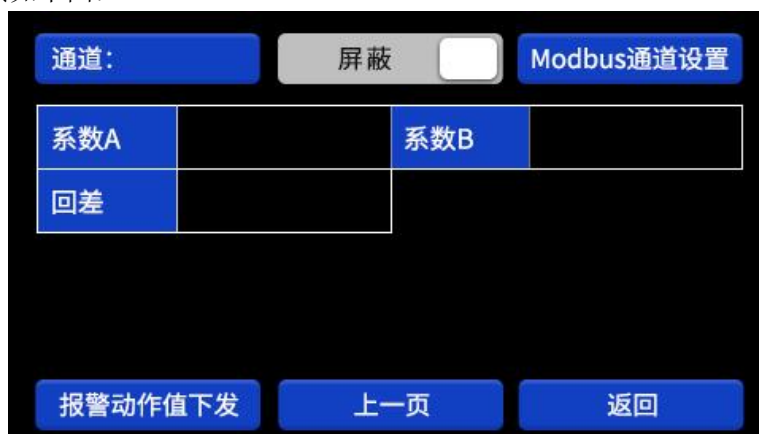 通道：
屏蔽
Modbus通道设置
系数A
系数B
回差
报警动作值下发
上一页
返回